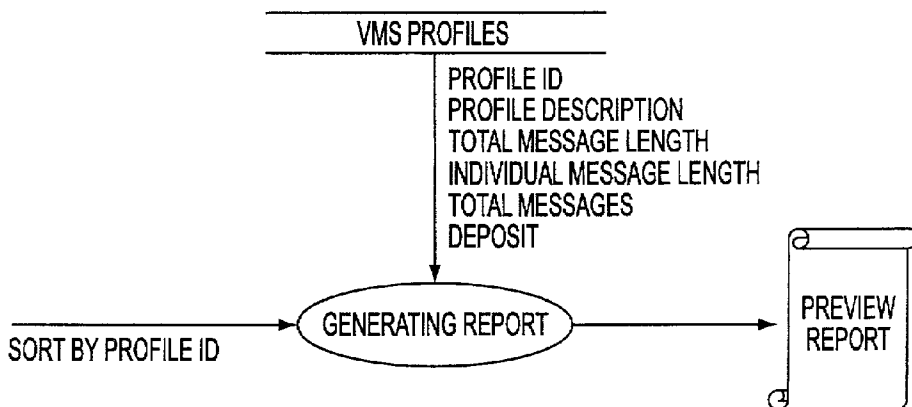 VMS PROFILES
PROFILE ID
PROFILE DESCRIPTION
TOTAL MESSAGE LENGTH
INDIVIDUAL MESSAGE LENGTH
TOTAL MESSAGES
DEPOSIT
SORT BY PROFILE ID
GENERATING REPORT
PREVIEW
REPORT